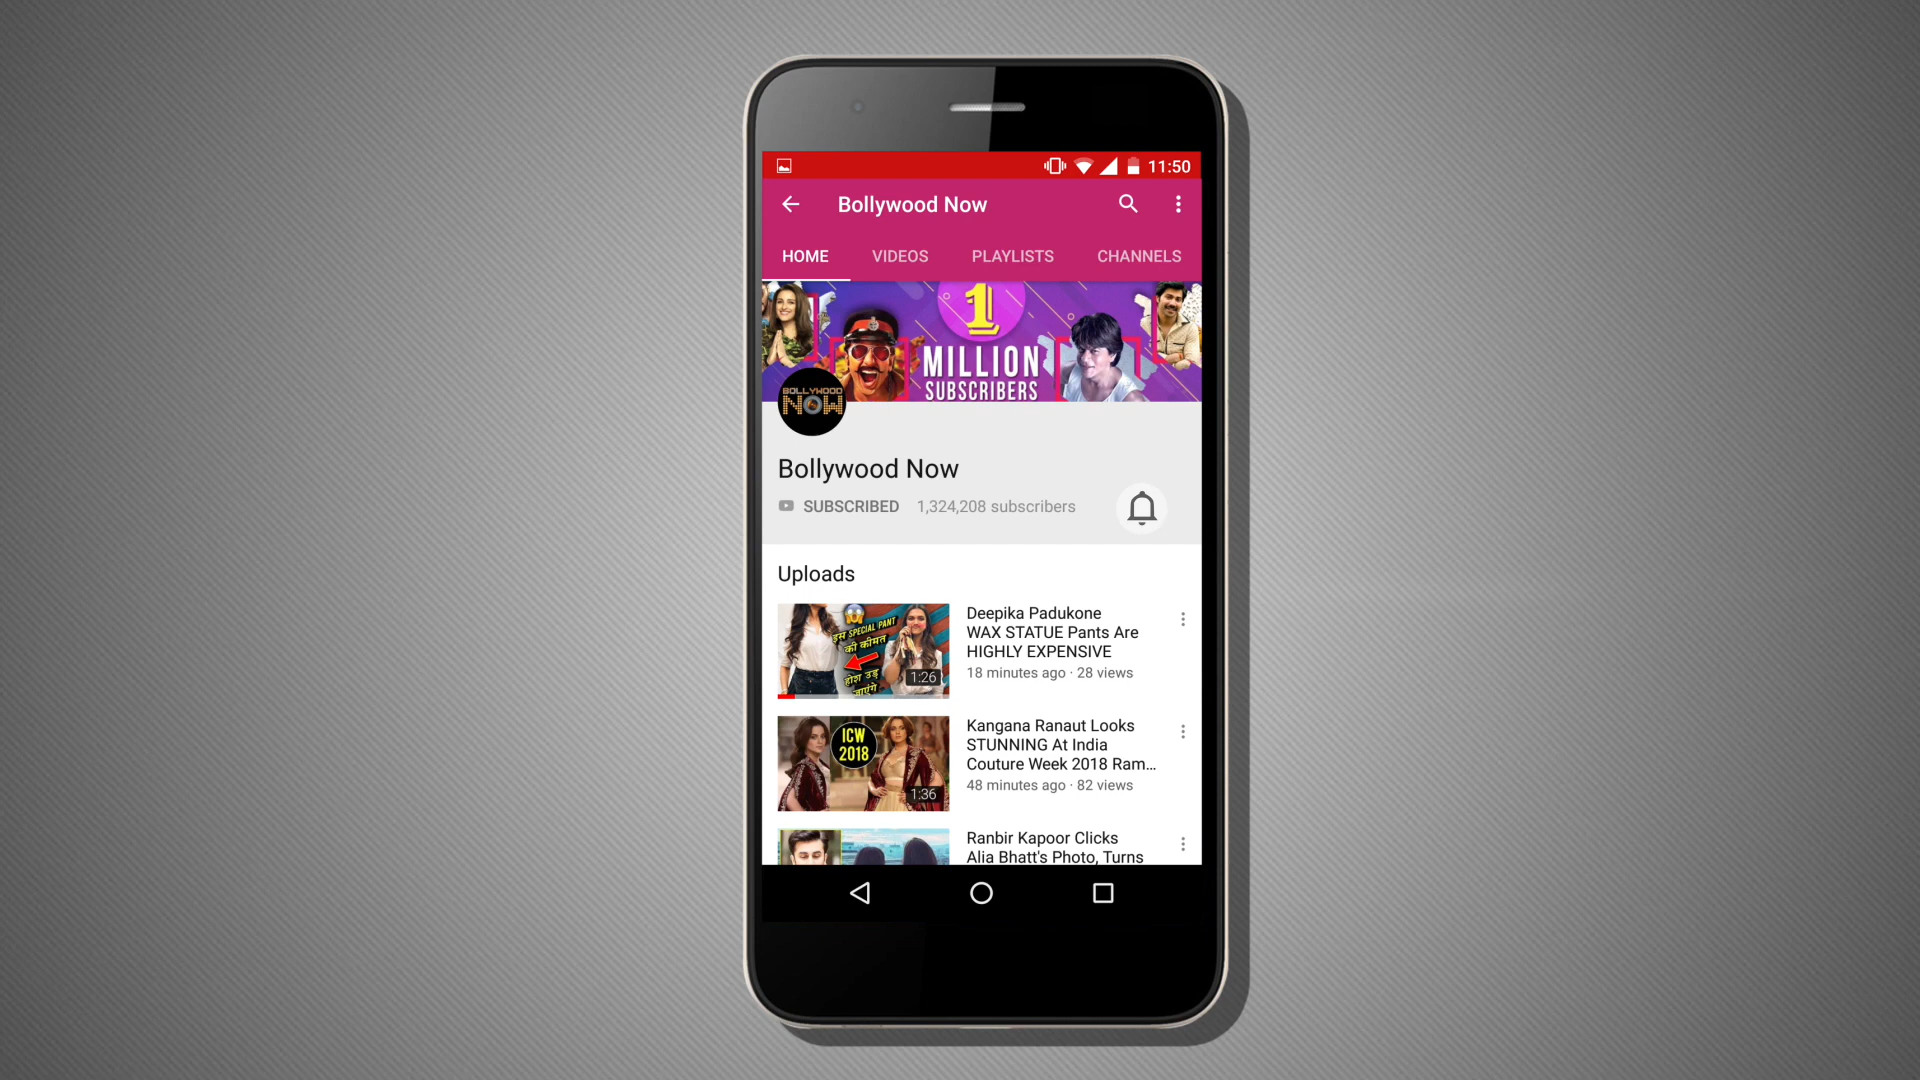 11:50
Bollywood Now
HOME VIDEOS PLAYLISTS CHANNELS
1
MILLION
SUBSCRIBERS
BOLLYWOOD
NOW
Bollywood Now
SUBSCRIBED 1,324,208 subscribers
Uploads
इस SPECIAL PANT
की कीमत
होश उड़
जाएंगे
1:26
Deepika Padukone
WAX STATUE Pants Are
HIGHLY EXPENSIVE
18 minutes ago · 28 views
ICW
2018
1:36
Kangana Ranaut Looks
STUNNING At India
Couture Week 2018 Ram...
48 minutes ago · 82 views
Ranbir Kapoor Clicks
Alia Bhatt's Photo, Turns